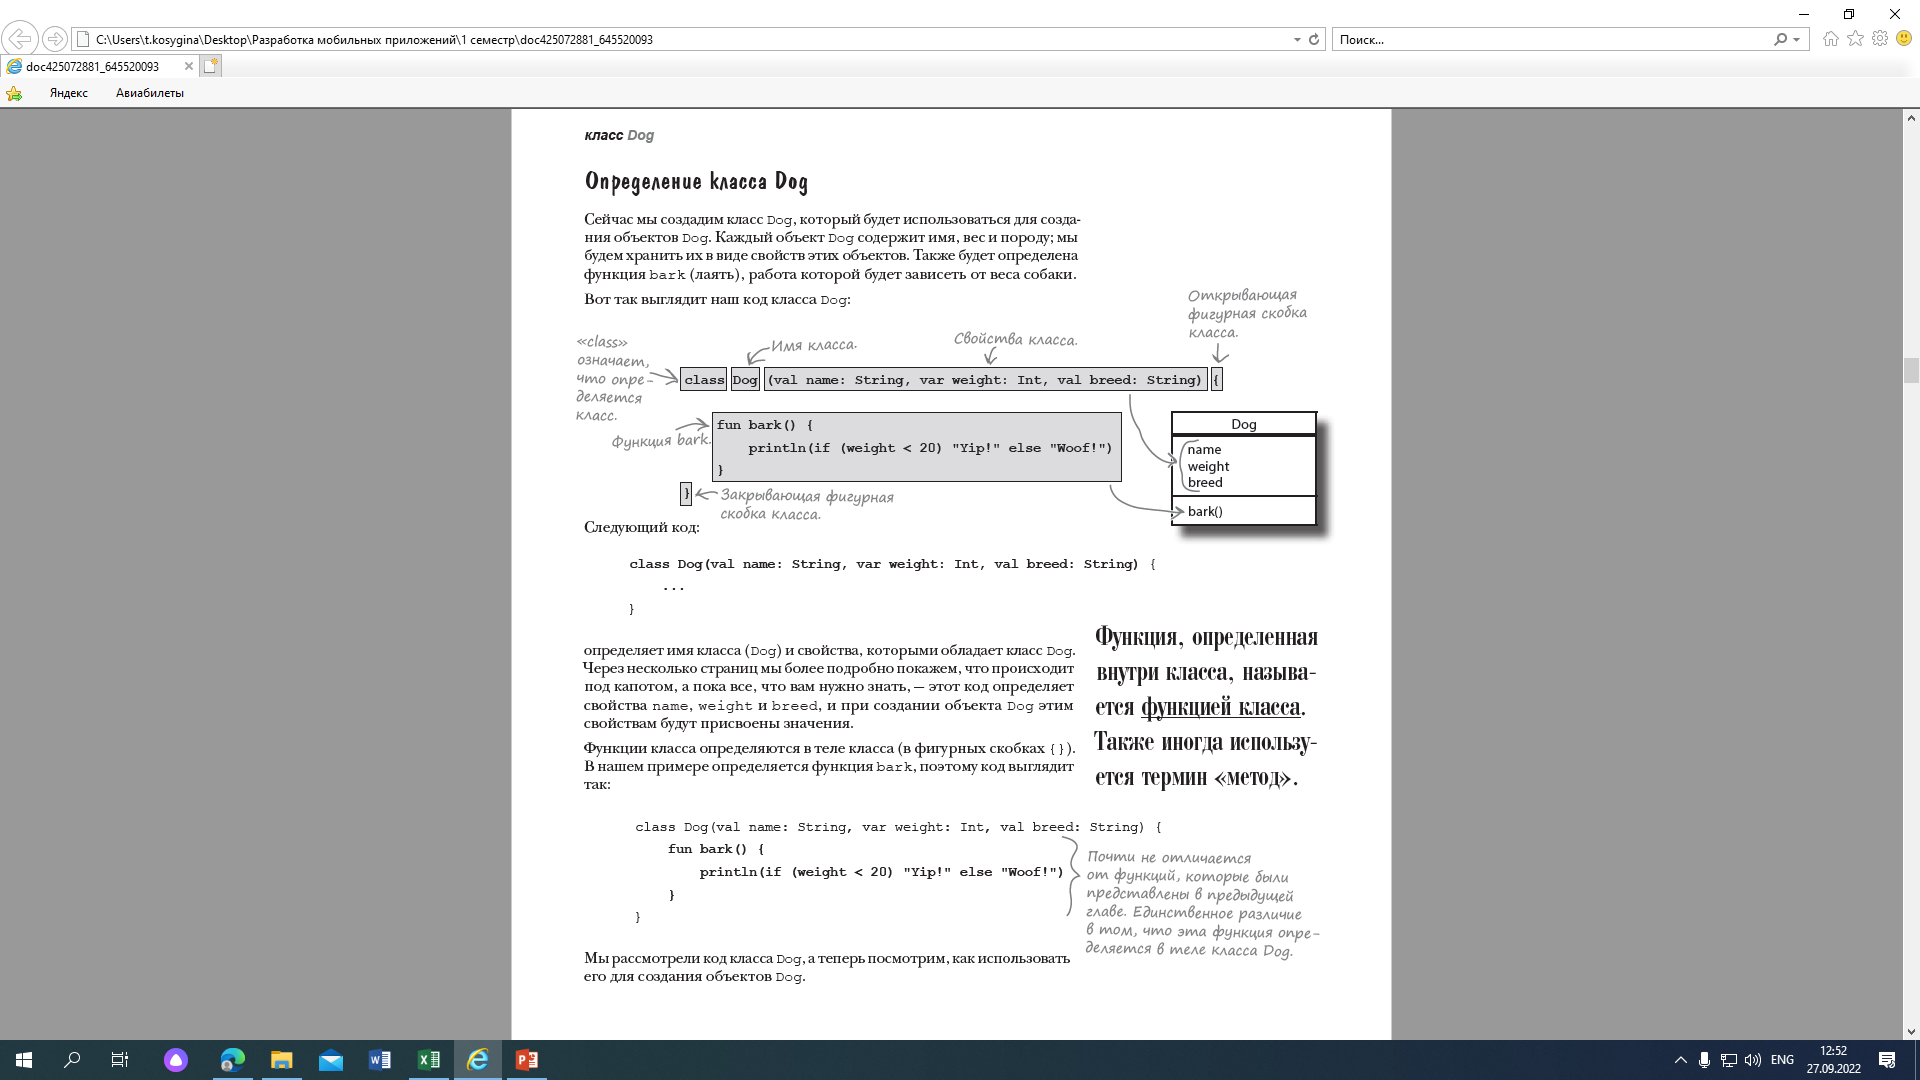 C:\Users\t.kosygina\Desktop\Разработка мобильных приложений\1 семестр\doc425072881_645520093
Поиск...
doc425072881_645520093
Яндекс
Авиабилеты
класс Dog
Определение класса Dog
Сейчас мы создадим класс Dog, который будет использоваться для созда-
ния объектов Dog. Каждый объект Dog содержит имя, вес и породу; мы
будем хранить их в виде свойств этих объектов. Также будет определена
функция bark (лаять), работа которой будет зависеть от веса собаки.
Вот так выглядит наш код класса Dog:
«class»
означает,
что опре-
деляется
класс.
Имя класса.
Свойства класса.
Открывающая
фигурная скобка
класса.
class Dog (val name: String, var weight: Int, val breed: String) {
Функция bark.
fun bark() {
println(if (weight < 20) "Yip!" else "Woof!")
}
}
Закрывающая фигурная
скобка класса.
Dog
name
weight
breed
bark()
Следующий код:
class Dog(val name: String, var weight: Int, val breed: String) {
...
}
определяет имя класса (Dog) и свойства, которыми обладает класс Dog.
Через несколько страниц мы более подробно покажем, что происходит
под капотом, а пока все, что вам нужно знать, — этот код определяет
свойства name, weight и breed, и при создании объекта Dog этим
свойствам будут присвоены значения.
Функции класса определяются в теле класса (в фигурных скобках {}).
В нашем примере определяется функция bark, поэтому код выглядит
так:
Функция, определенная
внутри класса, называ-
ется функцией класса.
Также иногда использу-
ется термин «метод».
class Dog(val name: String, var weight: Int, val breed: String) {
fun bark() {
println(if (weight < 20) "Yip!" else "Woof!")
}
}
Почти не отличается
от функций, которые были
представлены в предыдущей
главе. Единственное различие
в том, что эта функция опре-
деляется в теле класса Dog.
Мы рассмотрели код класса Dog, а теперь посмотрим, как использовать
его для создания объектов Dog.
ENG
12:52
27.09.2022